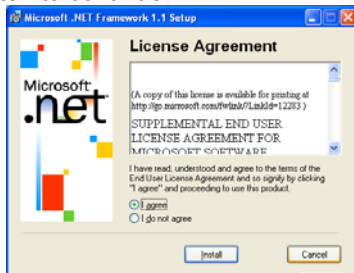 Microsoft .NET Framework 1.1 Setup
License Agreement
Microsoft
.net
(A copy of this license is available for printing at
http://go.microsoft.com/fwlink/?LinkId=12283 )
SUPPLEMENTAL END USER
LICENSE AGREEMENT FOR
MICROSOFT SOFTWARE
I have read, understood and agree to the terms of the
End User License Agreement and so signify by clicking
"I agree" and proceeding to use this product.
I agree
I do not agree
Install
Cancel